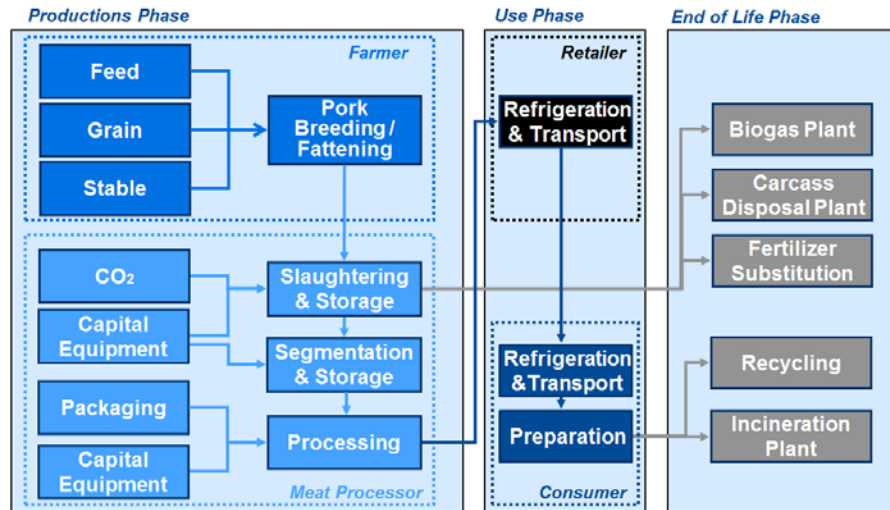 Productions Phase
Use Phase
End of Life Phase
Farmer
Feed
Grain
Stable
Pork
Breeding /
Fattening
CO₂
Capital
Equipment
Packaging
Capital
Equipment
Slaughtering
& Storage
Segmentation
& Storage
Processing
Meat Processor
Retailer
Refrigeration
& Transport
Refrigeration
&Transport
Preparation
Consumer
Biogas Plant
Carcass
Disposal Plant
Fertilizer
Substitution
Recycling
Incineration
Plant